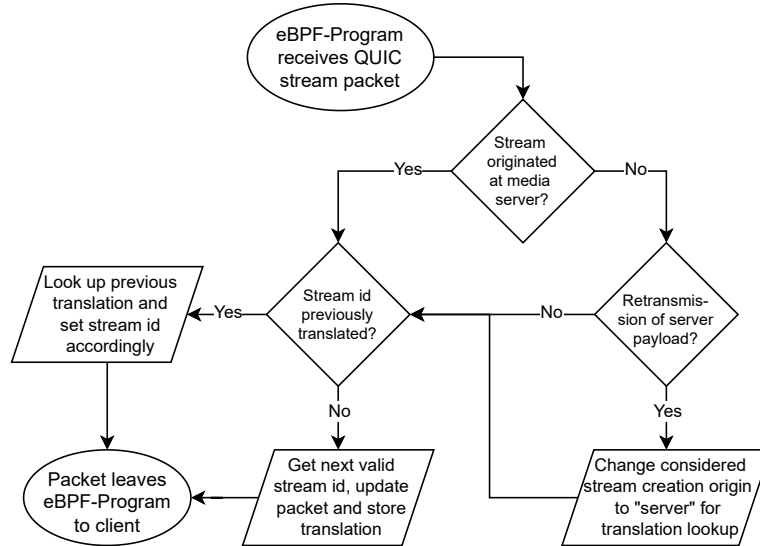 eBPF-Program
receives QUIC
stream packet
Stream
originated
at media
server?
Yes
No
Look up previous
translation and
set stream id
accordingly
Yes
Stream id
previously
translated?
No
Retransmis-
sion of server
payload?
No
Yes
Packet leaves
eBPF-Program
to client
Get next valid
stream id, update
packet and store
translation
Change considered
stream creation origin
to "server" for
translation lookup